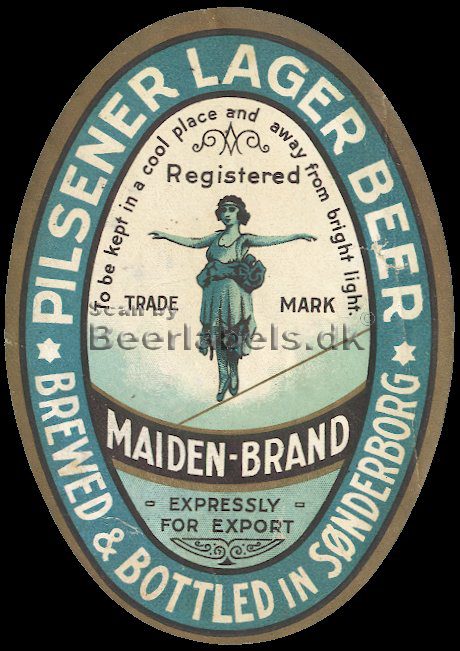 PILSENER LAGER BEER
To be kept in a cool place and away from bright light.
Registered
TRADE MARK
Scan by
Beerlabels.dk ©
MAIDEN-BRAND
- EXPRESSLY -
FOR EXPORT
BREWED & BOTTLED IN SØNDERBORG